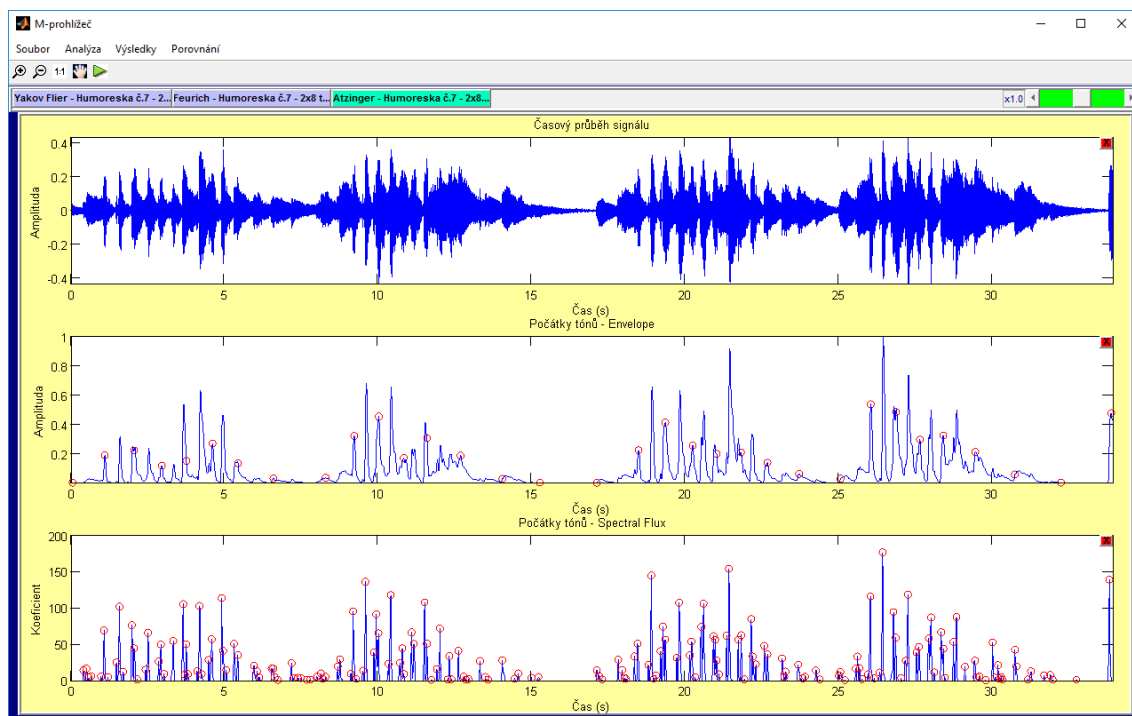 M-prohlížeč
Soubor Analýza Výsledky Porovnání
1:1
Yakov Flier - Humoreska č.7 - 2... Feurich - Humoreska č.7 - 2x8 t... Atzinger - Humoreska č.7 - 2x8... x1.0
Časový průběh signálu
X
0.4
0.2
0
-0.2
-0.4
Amplituda
0 5 10 15 20 25 30
Čas (s)
Počátky tónů - Envelope
X
1
0.8
0.6
0.4
0.2
Amplituda
0 5 10 15 20 25 30
Čas (s)
Počátky tónů - Spectral Flux
X
200
150
100
50
0
Koeficient
0 5 10 15 20 25 30
Čas (s)